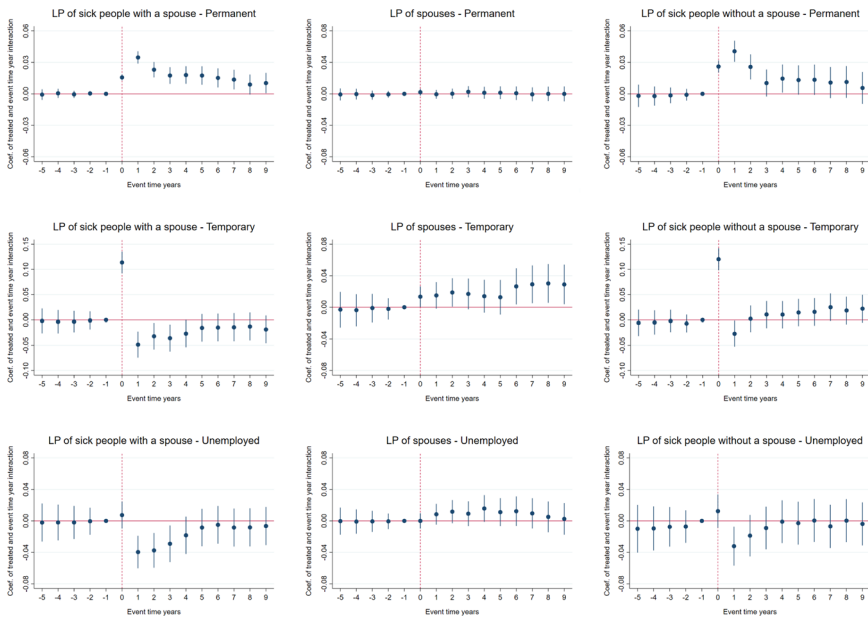 LP of sick people with a spouse - Permanent
Coef. of treated and event time year interaction
0.06
0.03
0.00
-0.03
-0.06
-5 -4 -3 -2 -1 0 1 2 3 4 5 6 7 8 9
Event time years
LP of spouses - Permanent
Coef. of treated and event time year interaction
0.06
0.03
0.00
-0.03
-0.06
-5 -4 -3 -2 -1 0 1 2 3 4 5 6 7 8 9
Event time years
LP of sick people without a spouse - Permanent
Coef. of treated and event time year interaction
0.06
0.03
0.00
-0.03
-0.06
-5 -4 -3 -2 -1 0 1 2 3 4 5 6 7 8 9
Event time years
LP of sick people with a spouse - Temporary
Coef. of treated and event time year interaction
0.15
0.10
0.05
0.00
-0.05
-0.10
-5 -4 -3 -2 -1 0 1 2 3 4 5 6 7 8 9
Event time years
LP of spouses - Temporary
Coef. of treated and event time year interaction
0.08
0.04
0.00
-0.04
-0.08
-5 -4 -3 -2 -1 0 1 2 3 4 5 6 7 8 9
Event time years
LP of sick people without a spouse - Temporary
Coef. of treated and event time year interaction
0.15
0.10
0.05
0.00
-0.05
-0.10
-5 -4 -3 -2 -1 0 1 2 3 4 5 6 7 8 9
Event time years
LP of sick people with a spouse - Unemployed
Coef. of treated and event time year interaction
0.08
0.04
0.00
-0.04
-0.08
-5 -4 -3 -2 -1 0 1 2 3 4 5 6 7 8 9
Event time years
LP of spouses - Unemployed
Coef. of treated and event time year interaction
0.08
0.04
0.00
-0.04
-0.08
-5 -4 -3 -2 -1 0 1 2 3 4 5 6 7 8 9
Event time years
LP of sick people without a spouse - Unemployed
Coef. of treated and event time year interaction
0.08
0.04
0.00
-0.04
-0.08
-5 -4 -3 -2 -1 0 1 2 3 4 5 6 7 8 9
Event time years